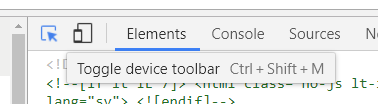 Elements Console Sources
<!D
Toggle device toolbar Ctrl + Shift + M
<!--[if lt IE 7]> <html class="no-js lt-i
lang="sv"> <![endif]-->